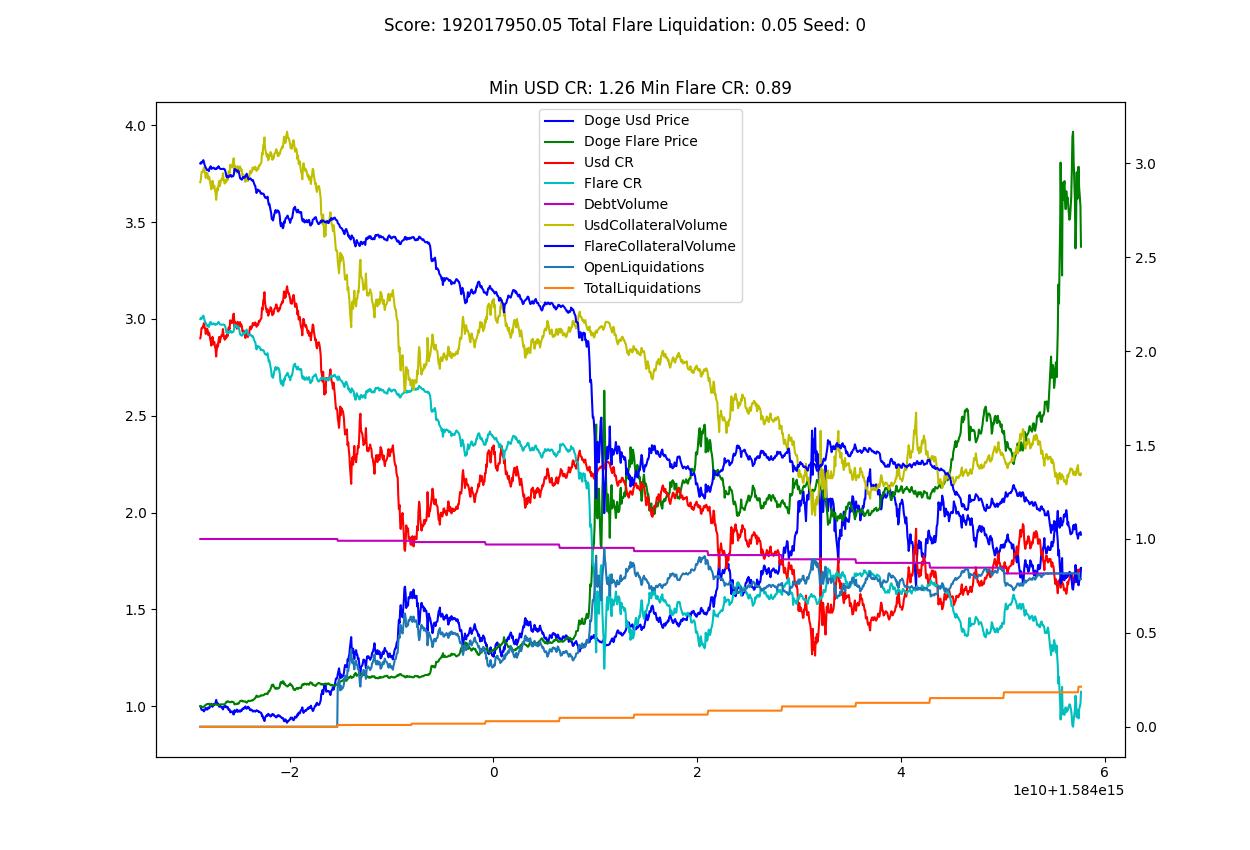 Score: 192017950.05 Total Flare Liquidation: 0.05 Seed: 0
Min USD CR: 1.26 Min Flare CR: 0.89
Doge Usd Price
Doge Flare Price
Usd CR
Flare CR
DebtVolume
UsdCollateralVolume
FlareCollateralVolume
OpenLiquidations
TotalLiquidations
4.0
3.5
3.0
2.5
2.0
1.5
1.0
3.0
2.5
2.0
1.5
1.0
0.5
0.0
−2
0
2
4
6
1e10+1.584e15